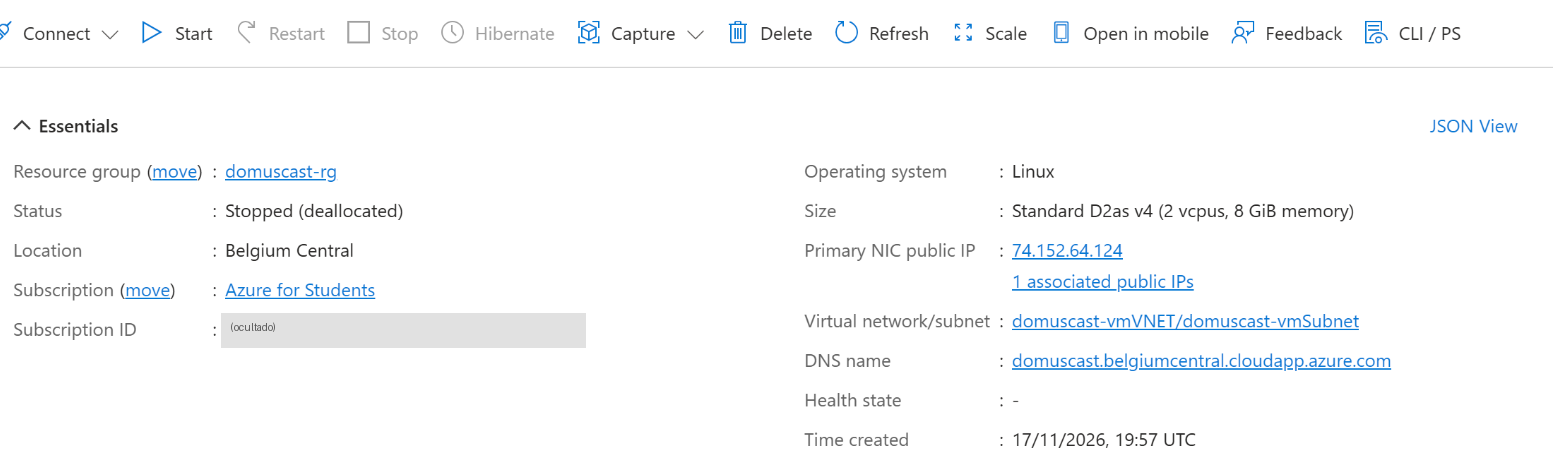 Connect Start Restart Stop Hibernate Capture Delete Refresh Scale Open in mobile Feedback CLI / PS
Essentials
JSON View
Resource group (move) : domuscast-rg
Status : Stopped (deallocated)
Location : Belgium Central
Subscription (move) : Azure for Students
Subscription ID : (ocultado)
Operating system : Linux
Size : Standard D2as v4 (2 vcpus, 8 GiB memory)
Primary NIC public IP : 74.152.64.124
1 associated public IPs
Virtual network/subnet : domuscast-vmVNET/domuscast-vmSubnet
DNS name : domuscast.belgiumcentral.cloudapp.azure.com
Health state : -
Time created : 17/11/2026, 19:57 UTC